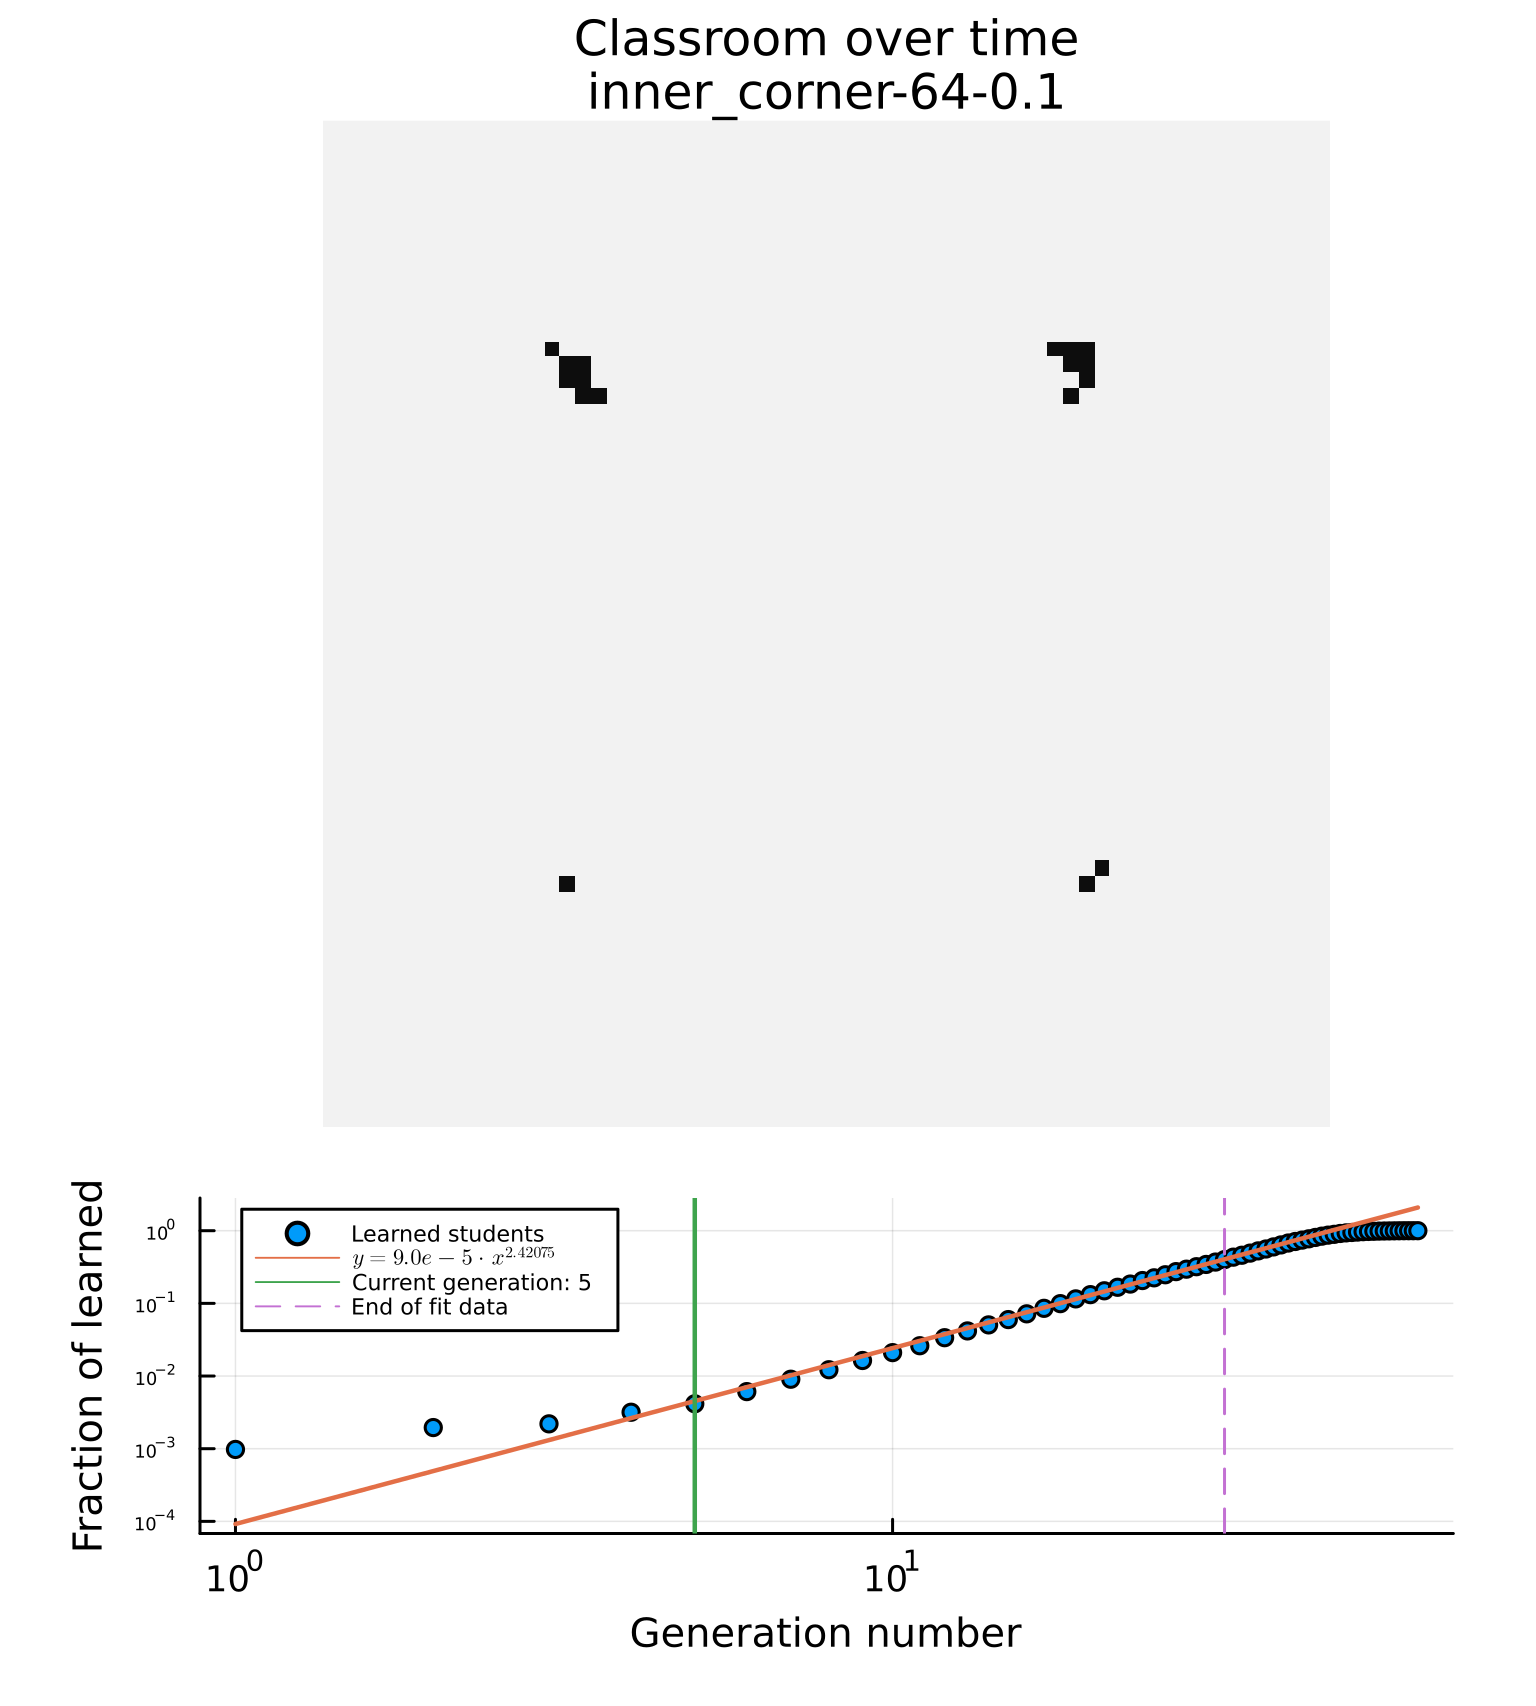 Classroom over time
inner_corner-64-0.1
Fraction of learned
10^0
10^-1
10^-2
10^-3
10^-4
Learned students
y = 9.0e − 5 · x^2.42075
Current generation: 5
End of fit data
10^0 10^1
Generation number